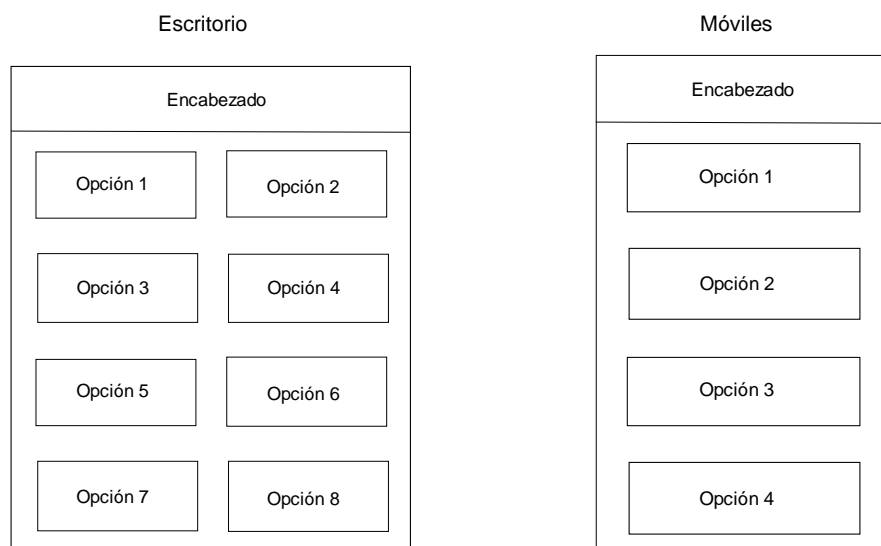 Escritorio
Encabezado
Opción 1
Opción 2
Opción 3
Opción 4
Opción 5
Opción 6
Opción 7
Opción 8
Móviles
Encabezado
Opción 1
Opción 2
Opción 3
Opción 4